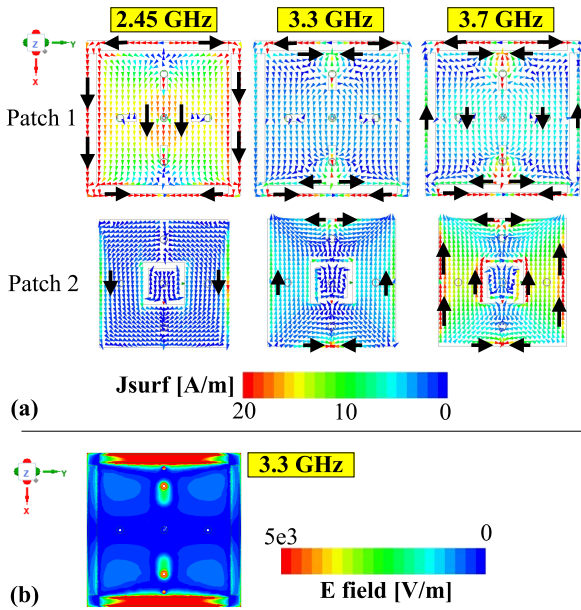 2.45 GHz 3.3 GHz 3.7 GHz
Z Y
X
Patch 1
Patch 2
Jsurf [A/m]
(a) 20 10 0
Z Y
X
3.3 GHz
5e3 0
(b) E field [V/m]